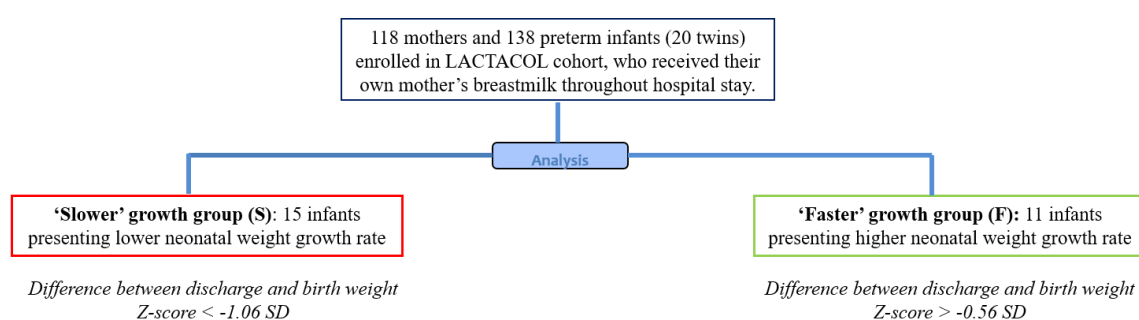 118 mothers and 138 preterm infants (20 twins)
enrolled in LACTACOL cohort, who received their
own mother’s breastmilk throughout hospital stay.
Analysis
‘Slower’ growth group (S): 15 infants
presenting lower neonatal weight growth rate
‘Faster’ growth group (F): 11 infants
presenting higher neonatal weight growth rate
Difference between discharge and birth weight
Z-score < -1.06 SD
Difference between discharge and birth weight
Z-score > -0.56 SD